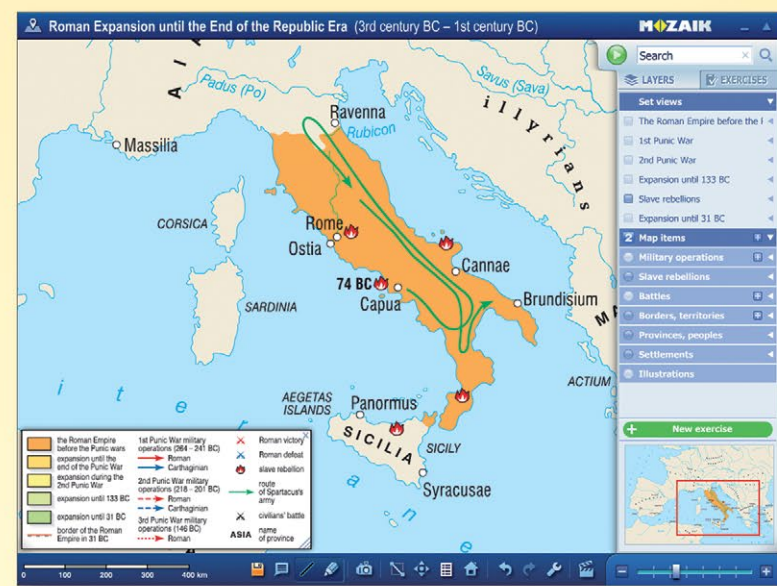 Roman Expansion until the End of the Republic Era (3rd century BC – 1st century BC)
MOZAIK
Search
LAYERS
EXERCISES
Set views
The Roman Empire before the
1st Punic War
2nd Punic War
Expansion until 133 BC
Slave rebellions
Expansion until 31 BC
Map items
Military operations
Slave rebellions
Battles
Borders, territories
Provinces, peoples
Settlements
Illustrations
New exercise
Padus (Po)
Savus (Sava)
Ravenna
Rubicon
illyrians
Massilia
CORSICA
Rome
Ostia
Cannae
74 BC
Capua
Brundisium
SARDINIA
ACTIUM
AEGETAS
ISLANDS
Panormus
SICILIA
SICILY
Syracusae
the Roman Empire
before the Punic wars
expansion until the
end of the Punic War
expansion during the
2nd Punic War
expansion until 133 BC
expansion until 31 BC
border of the Roman
Empire in 31 BC
1st Punic War military
operations (264 – 241 BC)
Roman
Carthaginian
2nd Punic War military
operations (218 – 201 BC)
Roman
Carthaginian
3rd Punic War military
operations (146 BC)
Roman
Roman victory
Roman defeat
slave rebellion
route
of Spartacus's
army
civilians' battle
ASIA name
of province
0 100 200 300 400 km